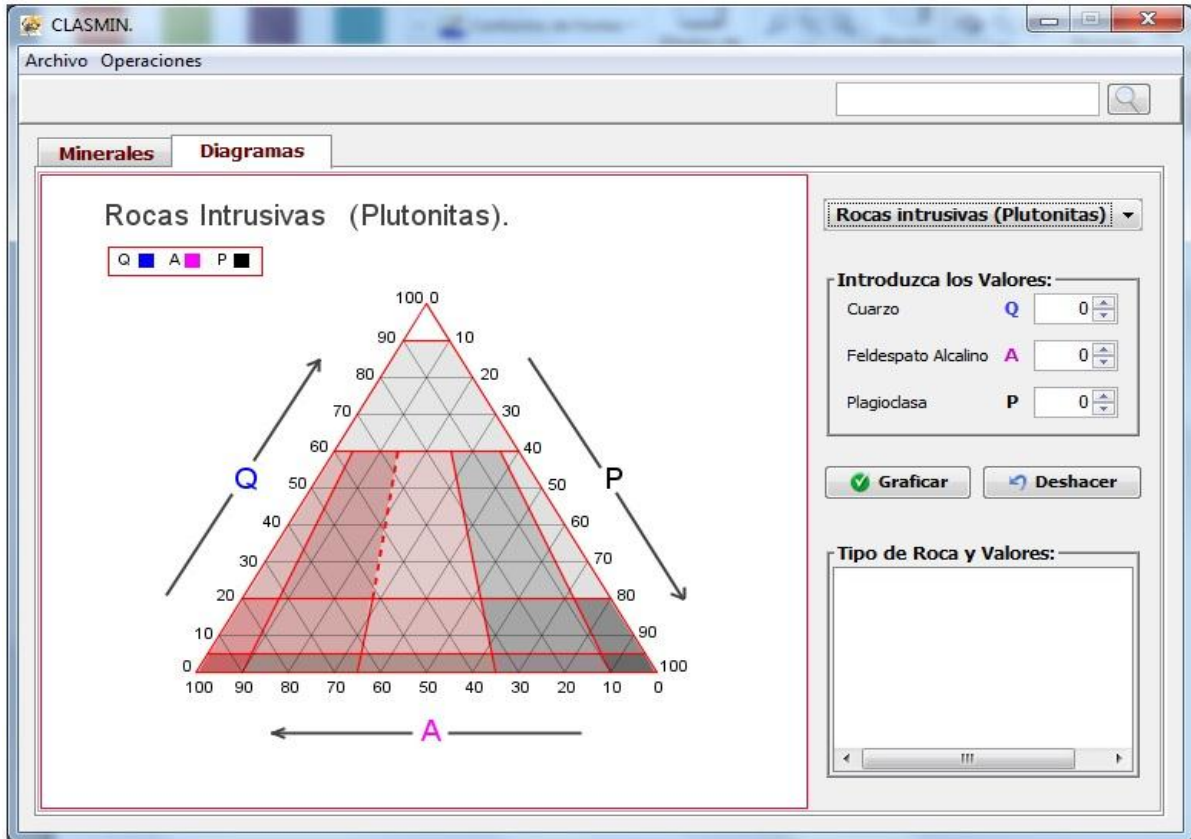 CLASMIN.
Archivo Operaciones
Minerales Diagramas
Rocas Intrusivas (Plutonitas).
Q A P
100 0
90 10
80 20
70 30
60 40
50 50
40 60
30 70
20 80
10 90
0 100
100 90 80 70 60 50 40 30 20 10 0
Q
P
A
Rocas intrusivas (Plutonitas)
Introduzca los Valores:
Cuarzo Q 0
Feldespato Alcalino A 0
Plagioclasa P 0
Graficar Deshacer
Tipo de Roca y Valores: